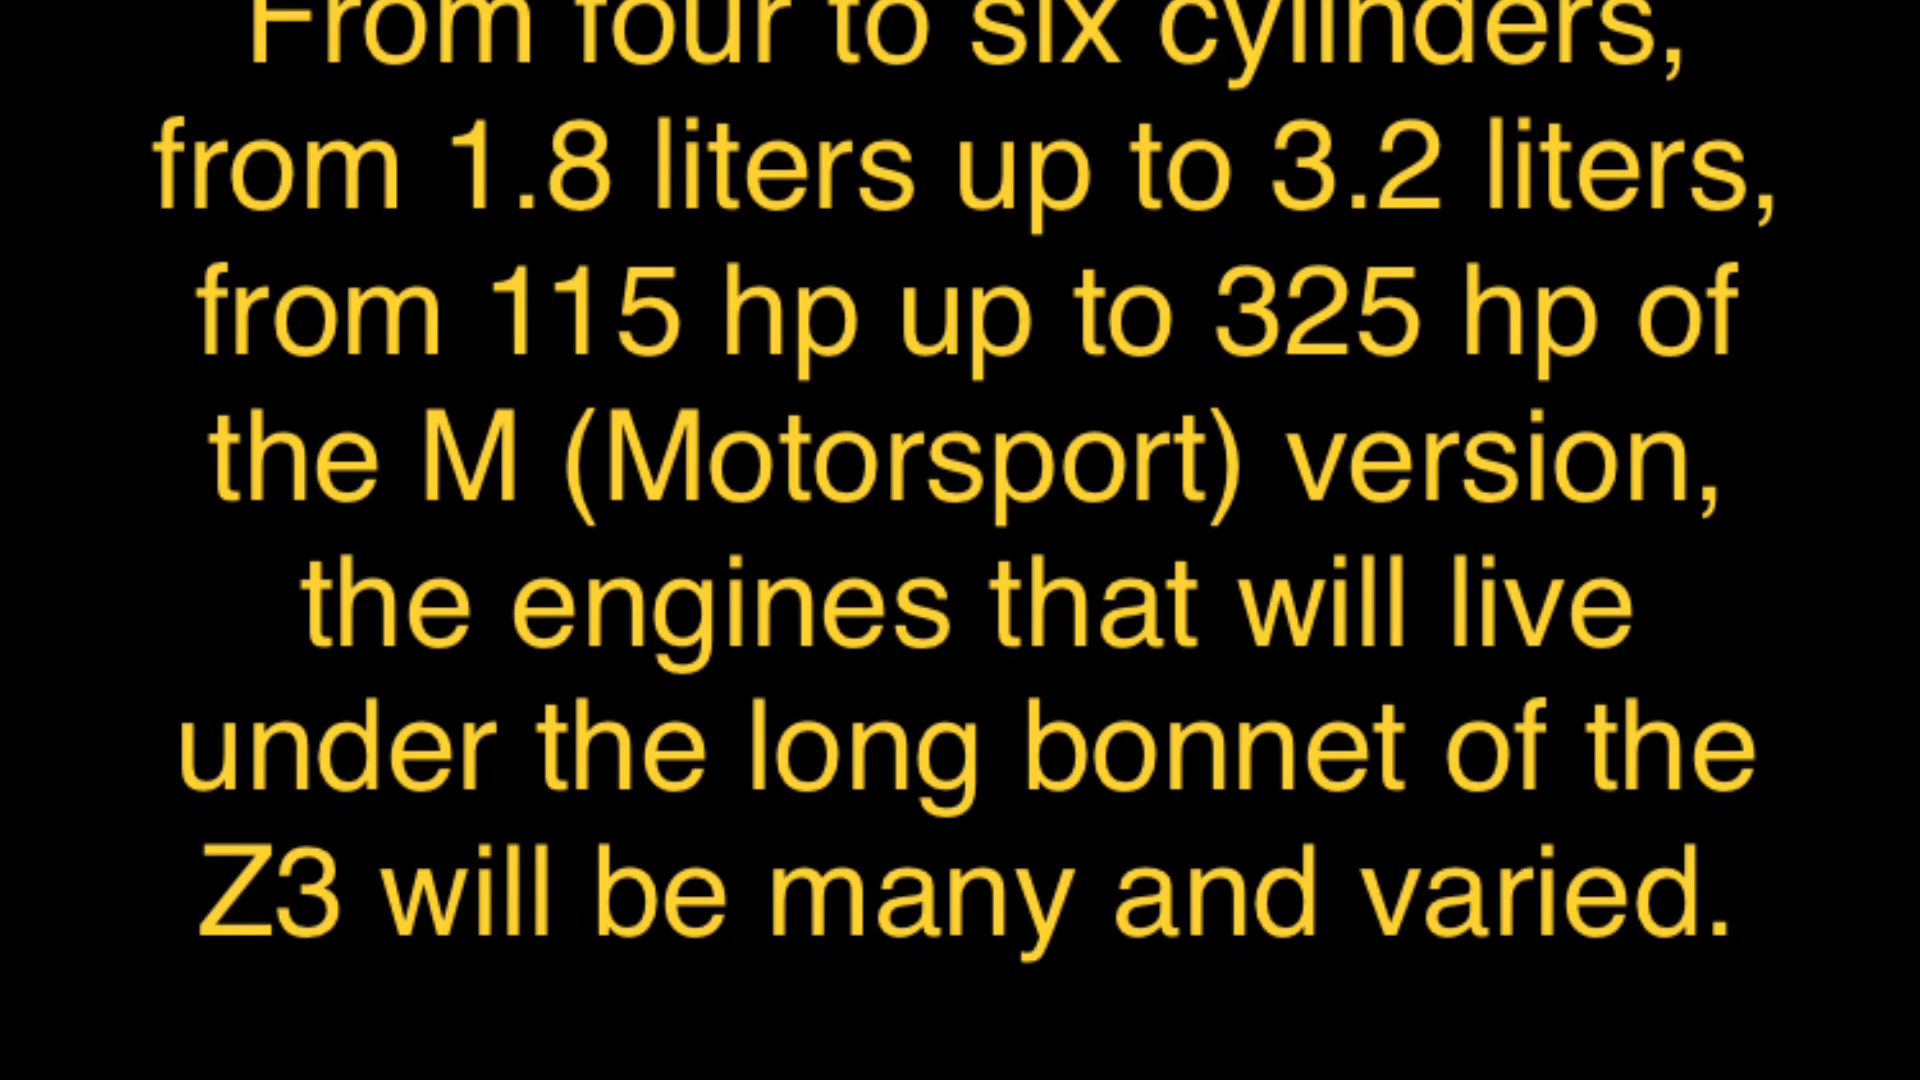 From four to six cylinders,
from 1.8 liters up to 3.2 liters,
from 115 hp up to 325 hp of
the M (Motorsport) version,
the engines that will live
under the long bonnet of the
Z3 will be many and varied.